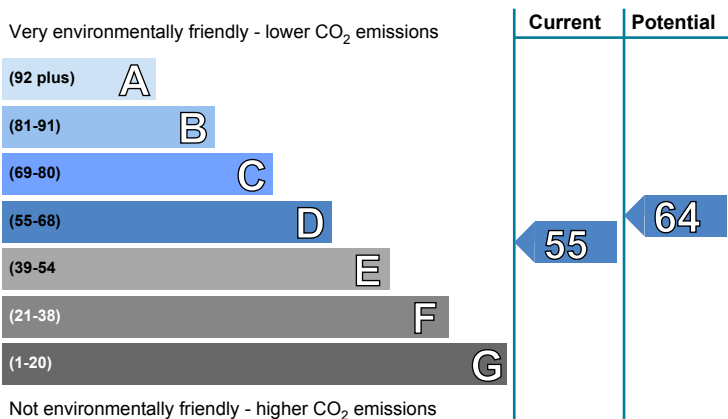 Current Potential
Very environmentally friendly - lower CO2 emissions
(92 plus) A
(81-91) B
(69-80) C
(55-68) D
64
55
(39-54 E
(21-38) F
(1-20) G
Not environmentally friendly - higher CO2 emissions